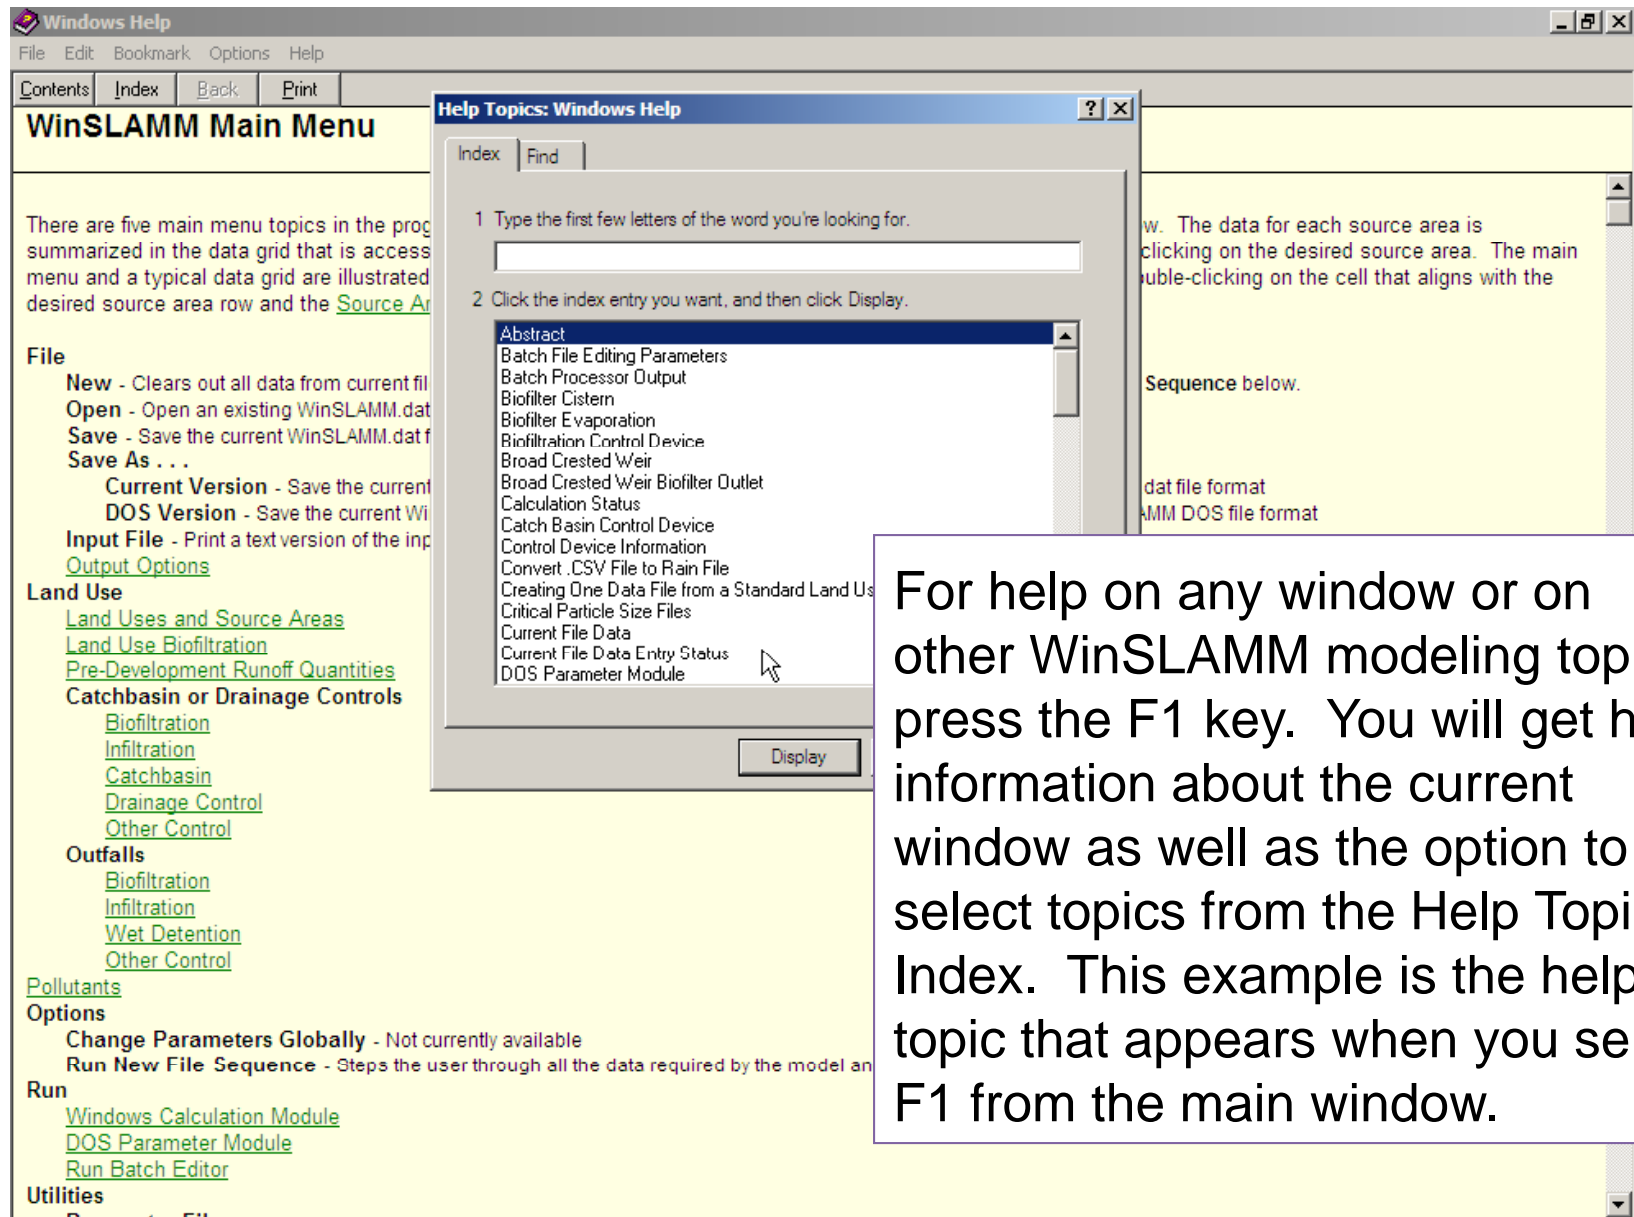 Windows Help
File Edit Bookmark Options Help
Contents Index Back Print
WinSLAMM Main Menu
There are five main menu topics in the
w. The data for each source area is
summarized in the data grid that is
clicking on the desired source area. The main
menu and a typical data grid are illustrated
on the cell that aligns with the
desired source area row and the Source
File
New - Clears out all data from current
Sequence below.
Open - Open an existing WinSLAMM.dat
Save - Save the current WinSLAMM.dat
Save As . . .
Current Version - Save the current
dat file format
DOS Version - Save the current
DOS file format
Input File - Print a text version of the
Output Options
Land Use
Land Uses and Source Areas
Land Use Biofiltration
Pre-Development Runoff Quantities
Catchbasin or Drainage Controls
Biofiltration
Infiltration
Catchbasin
Drainage Control
Other Control
Outfalls
Biofiltration
Infiltration
Wet Detention
Other Control
Pollutants
Options
Change Parameters Globally - Not currently available
Run New File Sequence - Steps the user through all the data required by the model
Run
Windows Calculation Module
DOS Parameter Module
Run Batch Editor
Utilities
Help Topics: Windows Help
Index Find
1 Type the first few letters of the word you're looking for.
2 Click the index entry you want, and then click Display.
Abstract
Batch File Editing Parameters
Batch Processor Output
Biofilter Cistern
Biofilter Evaporation
Biofiltration Control Device
Broad Crested Weir
Broad Crested Weir Biofilter Outlet
Calculation Status
Catch Basin Control Device
Control Device Information
Convert .CSV File to Rain File
Creating One Data File from a Standard Land
Critical Particle Size Files
Current File Data
Current File Data Entry Status
DOS Parameter Module
Display
For help on any window or on
other WinSLAMM modeling top
press the F1 key. You will get h
information about the current
window as well as the option to
select topics from the Help Topi
Index. This example is the help
topic that appears when you se
F1 from the main window.